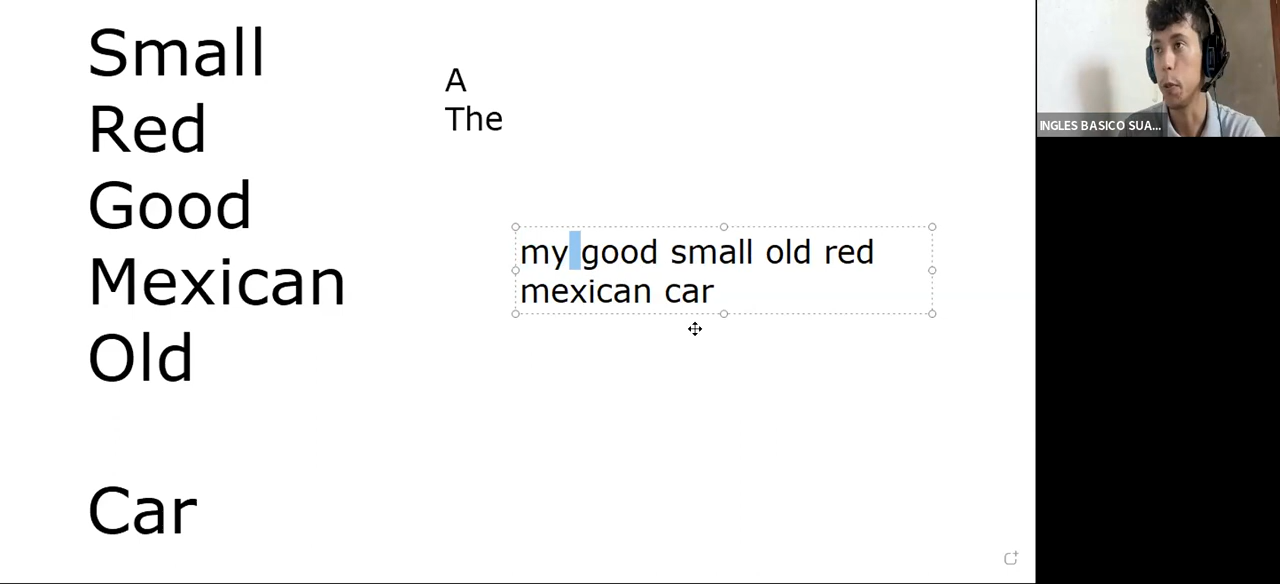 Small
Red
Good
Mexican
Old
Car
A
The
my good small old red
mexican car
INGLES BASICO SUA...